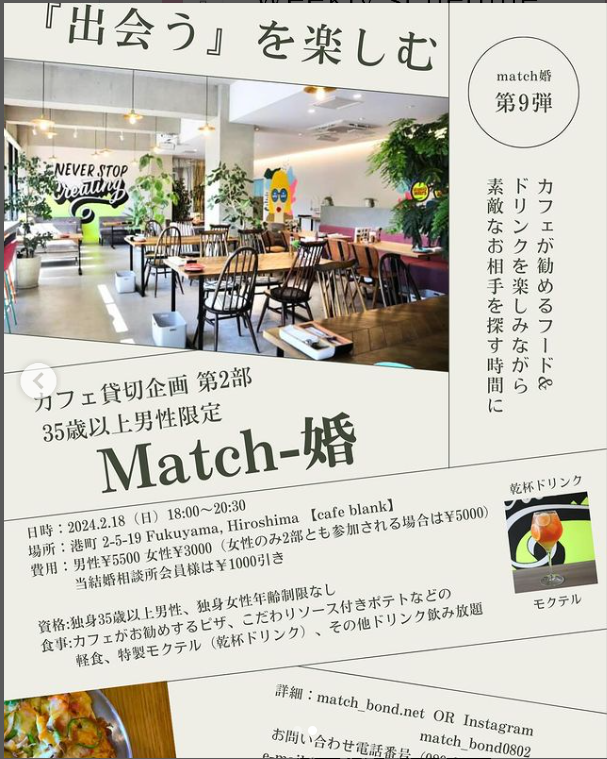 『出会う』を楽しむ
match婚
第9弾
カフェが勧めるフード&
ドリンクを楽しみながら
素敵なお相手を探す時間に
NEVER STOP
Creating
カフェ貸切企画 第2部
35歳以上男性限定
Match-婚
日時：2024.2.18（日）18:00～20:30
場所：港町 2-5-19 Fukuyama, Hiroshima 【cafe blank】
費用：男性¥5500 女性¥3000（女性のみ2部とも参加される場合は¥5000）
当結婚相談所会員様は￥1000引き
乾杯ドリンク
モクテル
資格:独身35歳以上男性、独身女性年齢制限なし
食事:カフェがお勧めするピザ、こだわりソース付きポテトなどの
軽食、特製モクテル（乾杯ドリンク）、その他ドリンク飲み放題
詳細：match_bond.net OR Instagram
match_bond0802
お問い合わせ電話番号